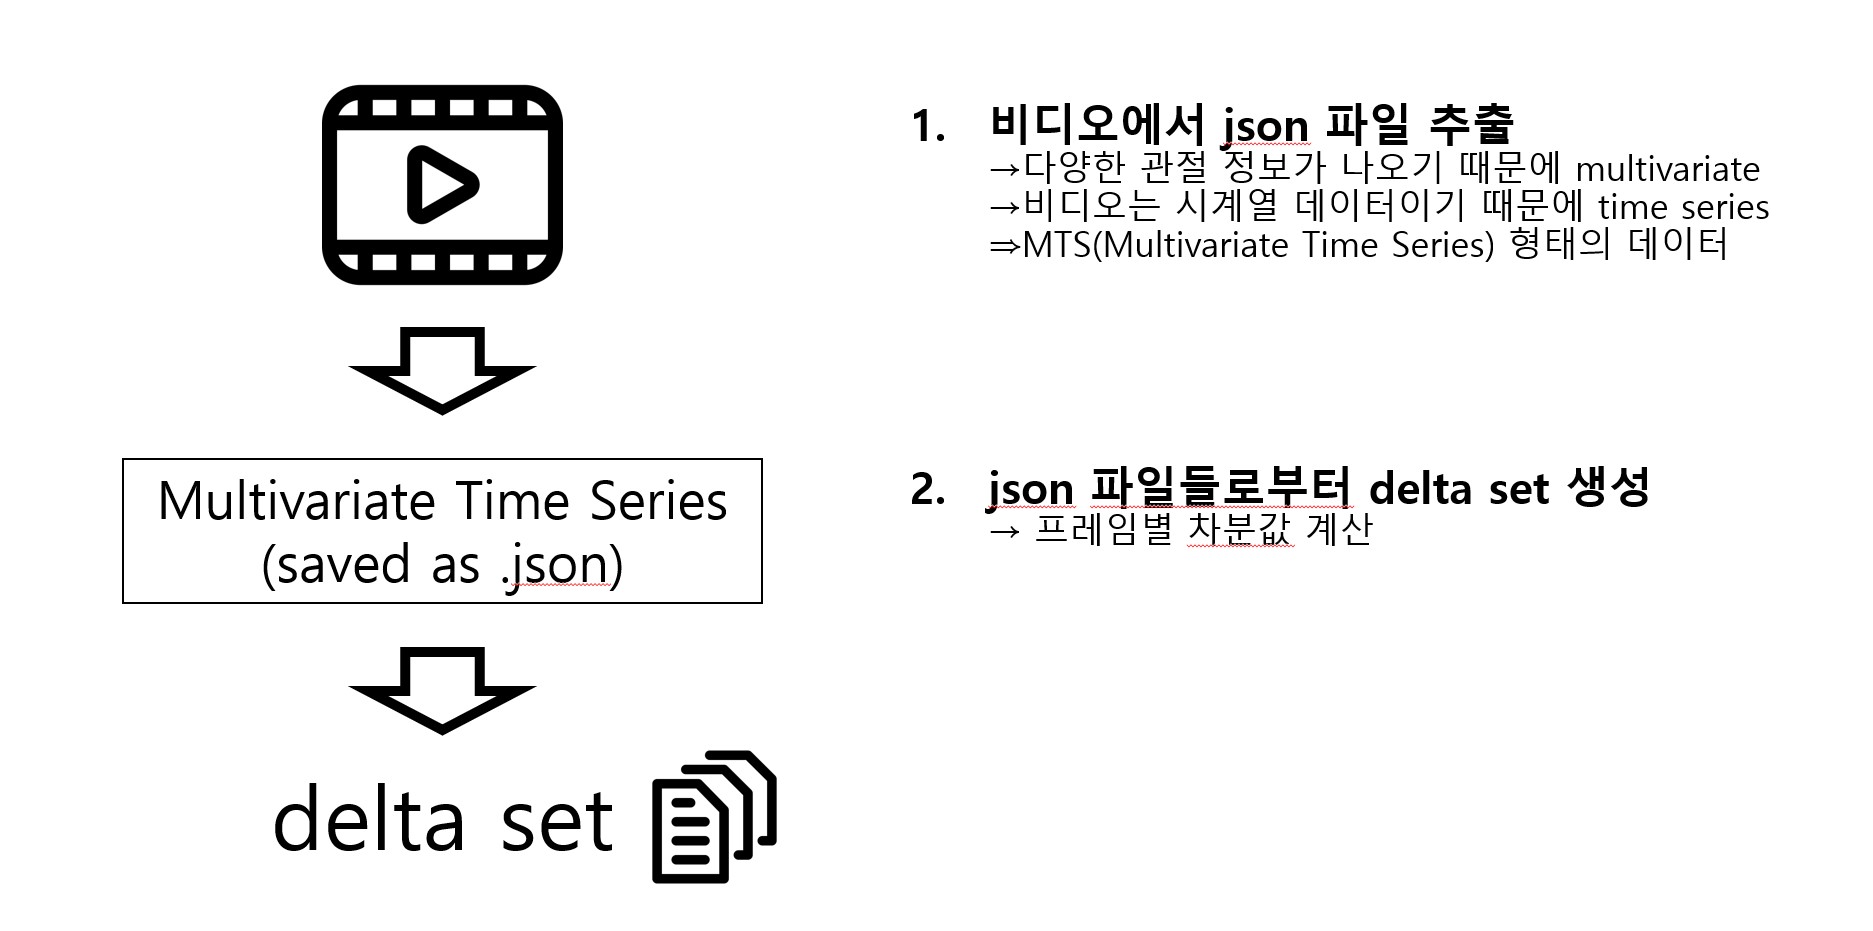 1. 비디오에서 json 파일 추출
→다양한 관절 정보가 나오기 때문에 multivariate
→비디오는 시계열 데이터이기 때문에 time series
⇒MTS(Multivariate Time Series) 형태의 데이터
Multivariate Time Series
(saved as .json)
2. json 파일들로부터 delta set 생성
→ 프레임별 차분값 계산
delta set